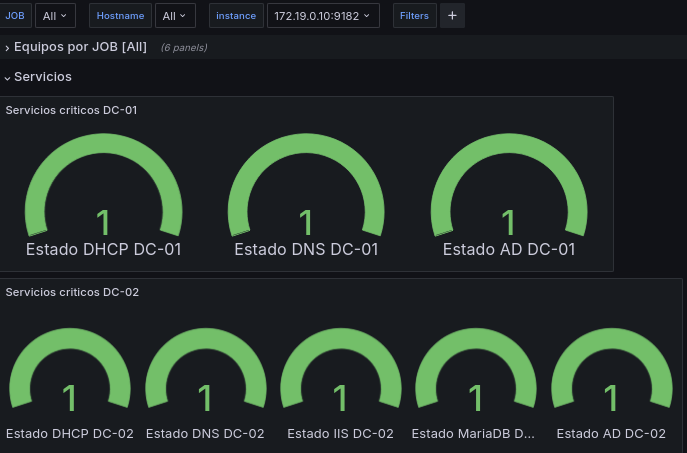 JOB All Hostname All instance 172.19.0.10:9182 Filters +
Equipos por JOB [All] (6 panels)
Servicios
Servicios criticos DC-01
1 1 1
Estado DHCP DC-01 Estado DNS DC-01 Estado AD DC-01
Servicios criticos DC-02
1 1 1 1 1
Estado DHCP DC-02 Estado DNS DC-02 Estado IIS DC-02 Estado MariaDB D... Estado AD DC-02